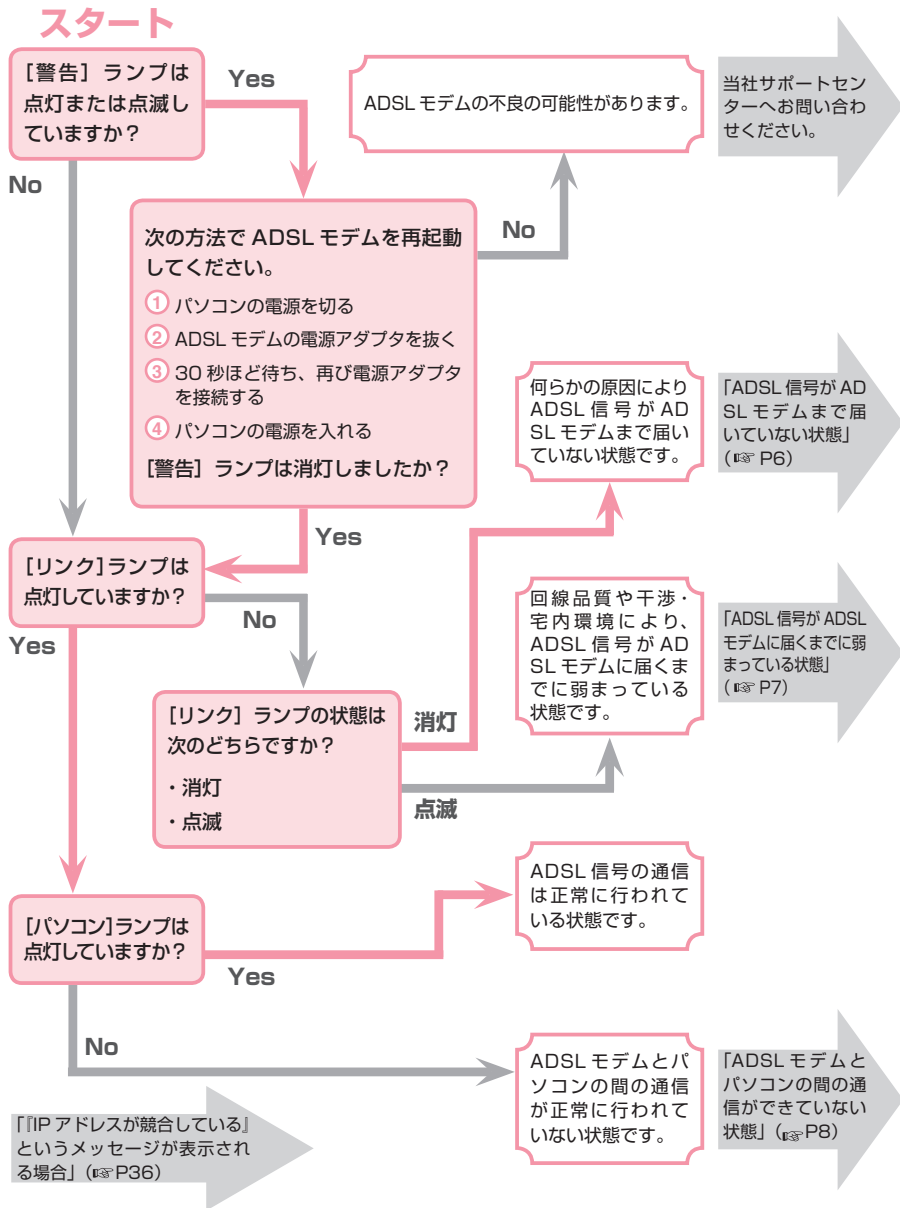 スタート
［警告］ランプは
点灯または点滅し
ていますか？
Yes
ADSL モデムの不良の可能性があります。
当社サポートセン
ターへお問い合わ
せください。
No
次の方法で ADSL モデムを再起動
してください。
① パソコンの電源を切る
② ADSL モデムの電源アダプタを抜く
③ 30 秒ほど待ち、再び電源アダプタ
を接続する
④ パソコンの電源を入れる
［警告］ランプは消灯しましたか？
No
何らかの原因により
ADSL 信号が AD
SL モデムまで届い
ていない状態です。
「ADSL 信号が AD
SL モデムまで届
いていない状態」
（☞ P6）
Yes
［リンク］ランプは
点灯していますか？
No
Yes
回線品質や干渉・
宅内環境により、
ADSL 信号が AD
SL モデムに届くま
でに弱まっている
状態です。
「ADSL 信号が ADSL
モデムに届くまでに弱
まっている状態」
（☞ P7）
［リンク］ランプの状態は
次のどちらですか？
・消灯
・点滅
消灯
点滅
ADSL 信号の通信
は正常に行われて
いる状態です。
［パソコン］ランプは
点灯していますか？
Yes
No
ADSL モデムとパ
ソコンの間の通信
が正常に行われて
いない状態です。
「ADSL モデムと
パソコンの間の通
信ができていない
状態」（☞P8）
「『IP アドレスが競合している』
というメッセージが表示され
る場合」（☞P36）